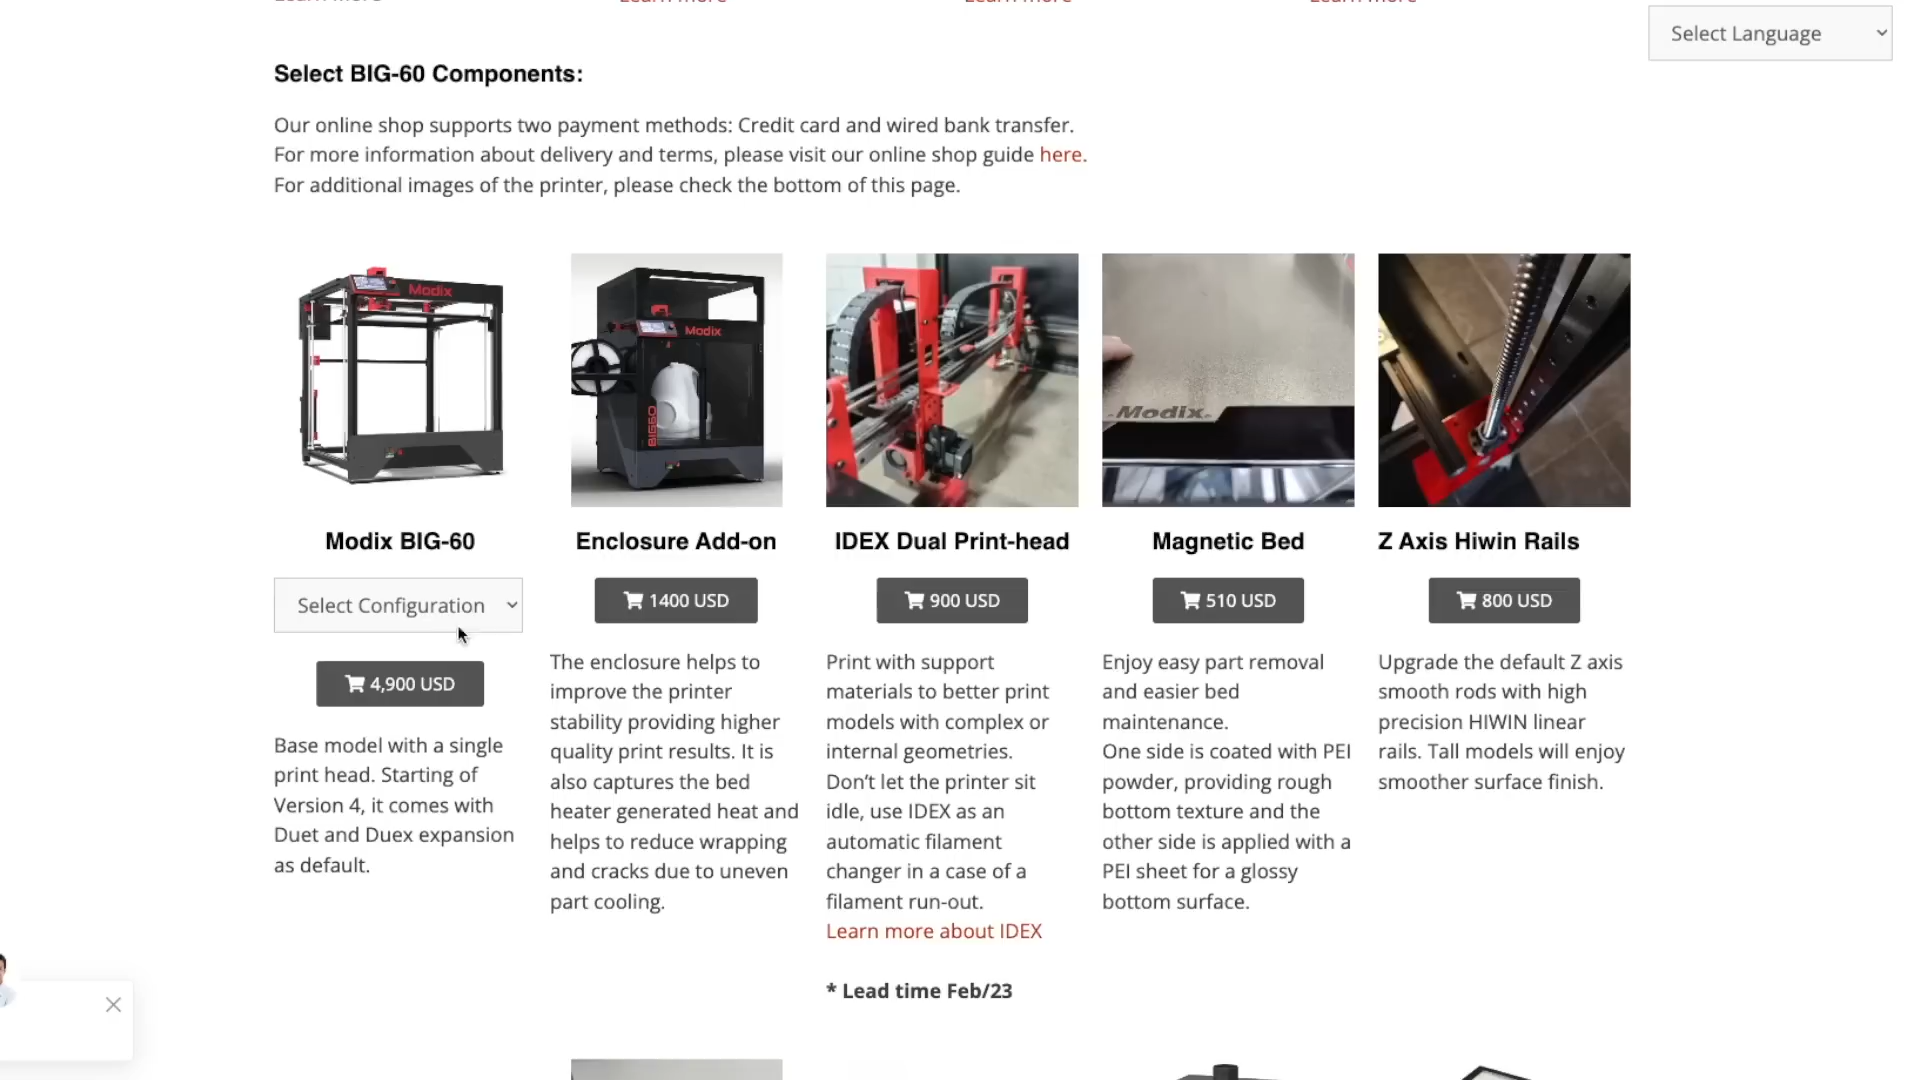 Learn more
Learn more
Learn more
Learn more
Select Language
Select BIG-60 Components:
Our online shop supports two payment methods: Credit card and wired bank transfer.
For more information about delivery and terms, please visit our online shop guide here.
For additional images of the printer, please check the bottom of this page.
Modix
Modix
BIG60
Modix
Modix BIG-60
Select Configuration
4,900 USD
Base model with a single
print head. Starting of
Version 4, it comes with
Duet and Duex expansion
as default.
Enclosure Add-on
1400 USD
The enclosure helps to
improve the printer
stability providing higher
quality print results. It is
also captures the bed
heater generated heat and
helps to reduce wrapping
and cracks due to uneven
part cooling.
IDEX Dual Print-head
900 USD
Print with support
materials to better print
models with complex or
internal geometries.
Don’t let the printer sit
idle, use IDEX as an
automatic filament
changer in a case of a
filament run-out.
Learn more about IDEX
* Lead time Feb/23
Magnetic Bed
510 USD
Enjoy easy part removal
and easier bed
maintenance.
One side is coated with PEI
powder, providing rough
bottom texture and the
other side is applied with a
PEI sheet for a glossy
bottom surface.
Z Axis Hiwin Rails
800 USD
Upgrade the default Z axis
smooth rods with high
precision HIWIN linear
rails. Tall models will enjoy
smoother surface finish.